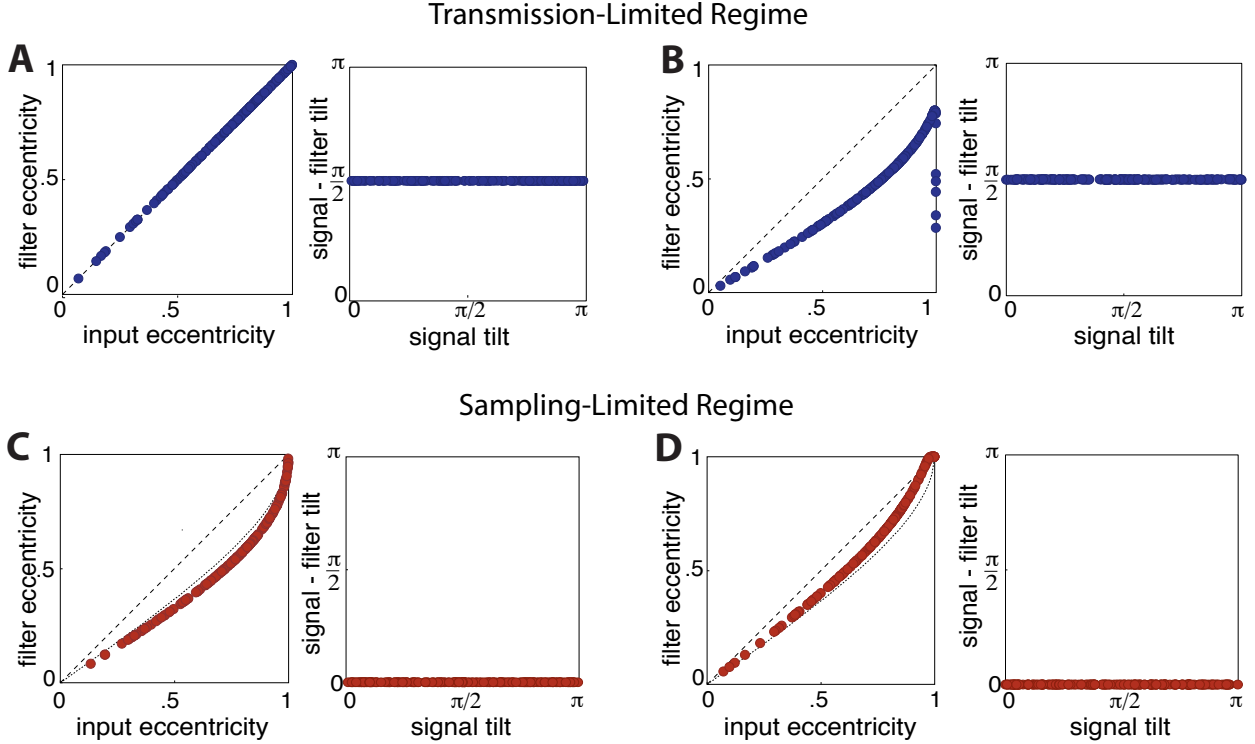 Transmission-Limited Regime
A
B
filter eccentricity
1
.5
0
0
.5
1
input eccentricity
signal - filter tilt
π
π/2
0
0
π/2
π
signal tilt
filter eccentricity
1
.5
0
0
.5
1
input eccentricity
signal - filter tilt
π
π/2
0
0
π/2
π
signal tilt
Sampling-Limited Regime
C
D
filter eccentricity
1
.5
0
0
.5
1
input eccentricity
signal - filter tilt
π
π/2
0
0
π/2
π
signal tilt
filter eccentricity
1
.5
0
0
.5
1
input eccentricity
signal - filter tilt
π
π/2
0
0
π/2
π
signal tilt